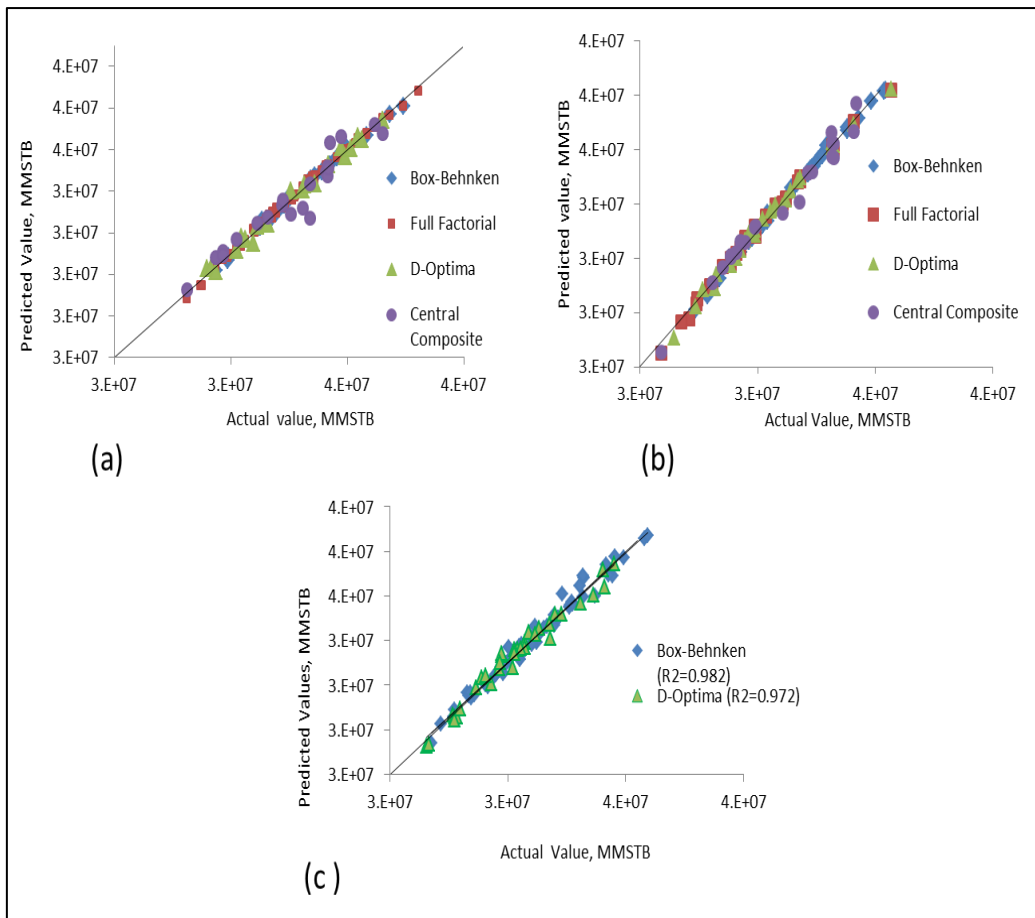 4.E+07
4.E+07
4.E+07
3.E+07
3.E+07
3.E+07
3.E+07
3.E+07
Predicted Value, MMSTB
3.E+07
3.E+07
4.E+07
4.E+07
Actual value, MMSTB
Box-Behnken
Full Factorial
D-Optima
Central
Composite
(a)
4.E+07
4.E+07
4.E+07
3.E+07
3.E+07
3.E+07
3.E+07
Predicted value, MMSTB
3.E+07
3.E+07
4.E+07
4.E+07
Actual Value, MMSTB
Box-Behnken
Full Factorial
D-Optima
Central Composite
(b)
4.E+07
4.E+07
4.E+07
3.E+07
3.E+07
3.E+07
3.E+07
Predicted Values, MMSTB
3.E+07
3.E+07
4.E+07
4.E+07
Actual Value, MMSTB
Box-Behnken
(R2=0.982)
D-Optima (R2=0.972)
(c )